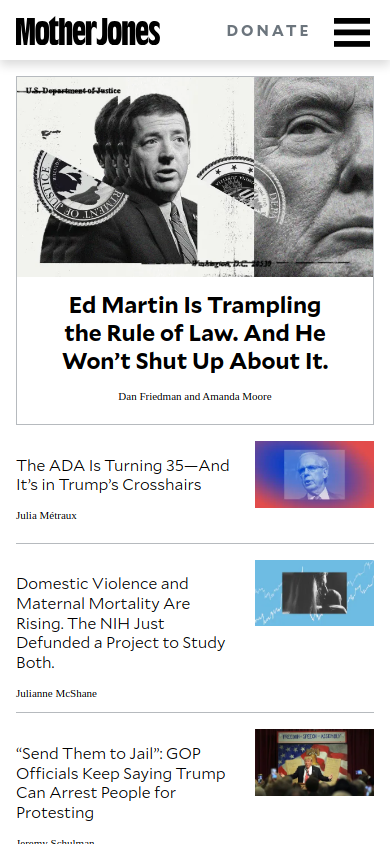 Mother Jones
DONATE
U.S. Department of Justice
Washington, D.C. 20530
Ed Martin Is Trampling
the Rule of Law. And He
Won’t Shut Up About It.
Dan Friedman and Amanda Moore
The ADA Is Turning 35—And
It’s in Trump’s Crosshairs
Julia Métraux
Domestic Violence and
Maternal Mortality Are
Rising. The NIH Just
Defunded a Project to Study
Both.
Julianne McShane
“Send Them to Jail”: GOP
Officials Keep Saying Trump
Can Arrest People for
Protesting
Jeremy Schulman